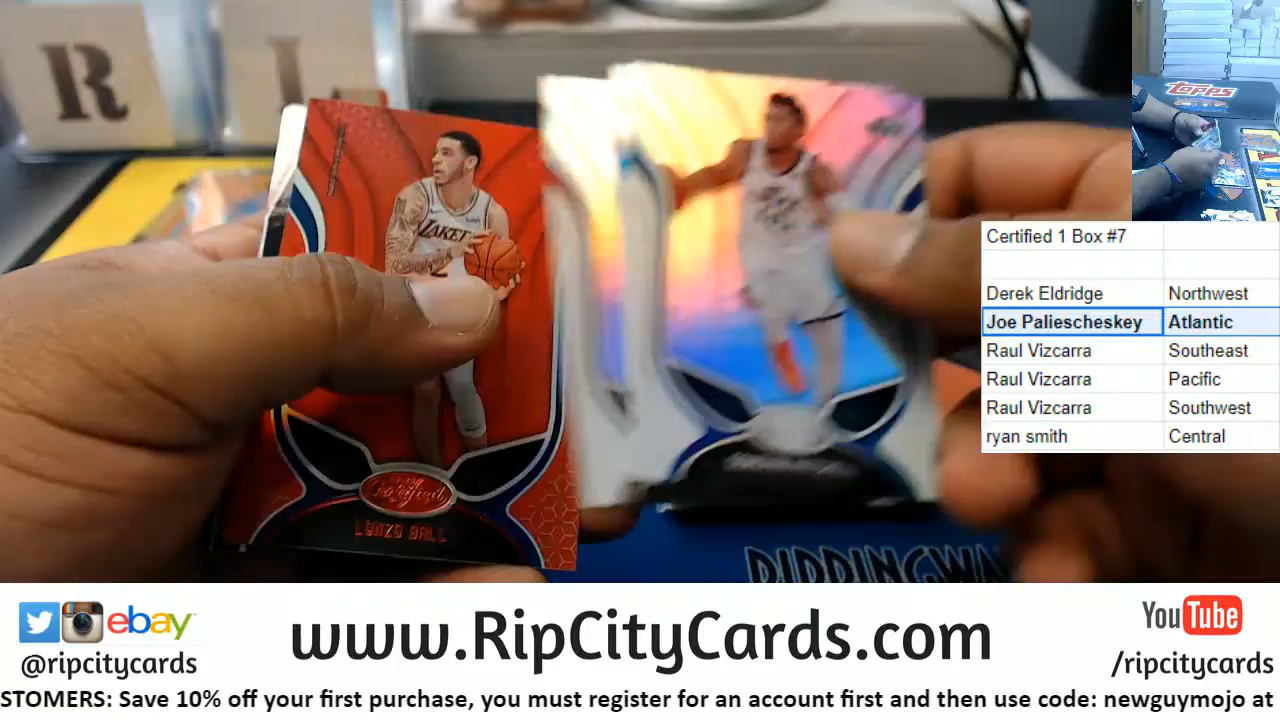 R
L
TOPPS
LAKERS
LONZO BALL
Certified 1 Box #7
Derek Eldridge Northwest
Joe Paliescheskey Atlantic
Raul Vizcarra Southeast
Raul Vizcarra Pacific
Raul Vizcarra Southwest
ryan smith Central
ebay
@ripcitycards
www.RipCityCards.com
YouTube
/ripcitycards
STOMERS: Save 10% off your first purchase, you must register for an account first and then use code: newguymojo at